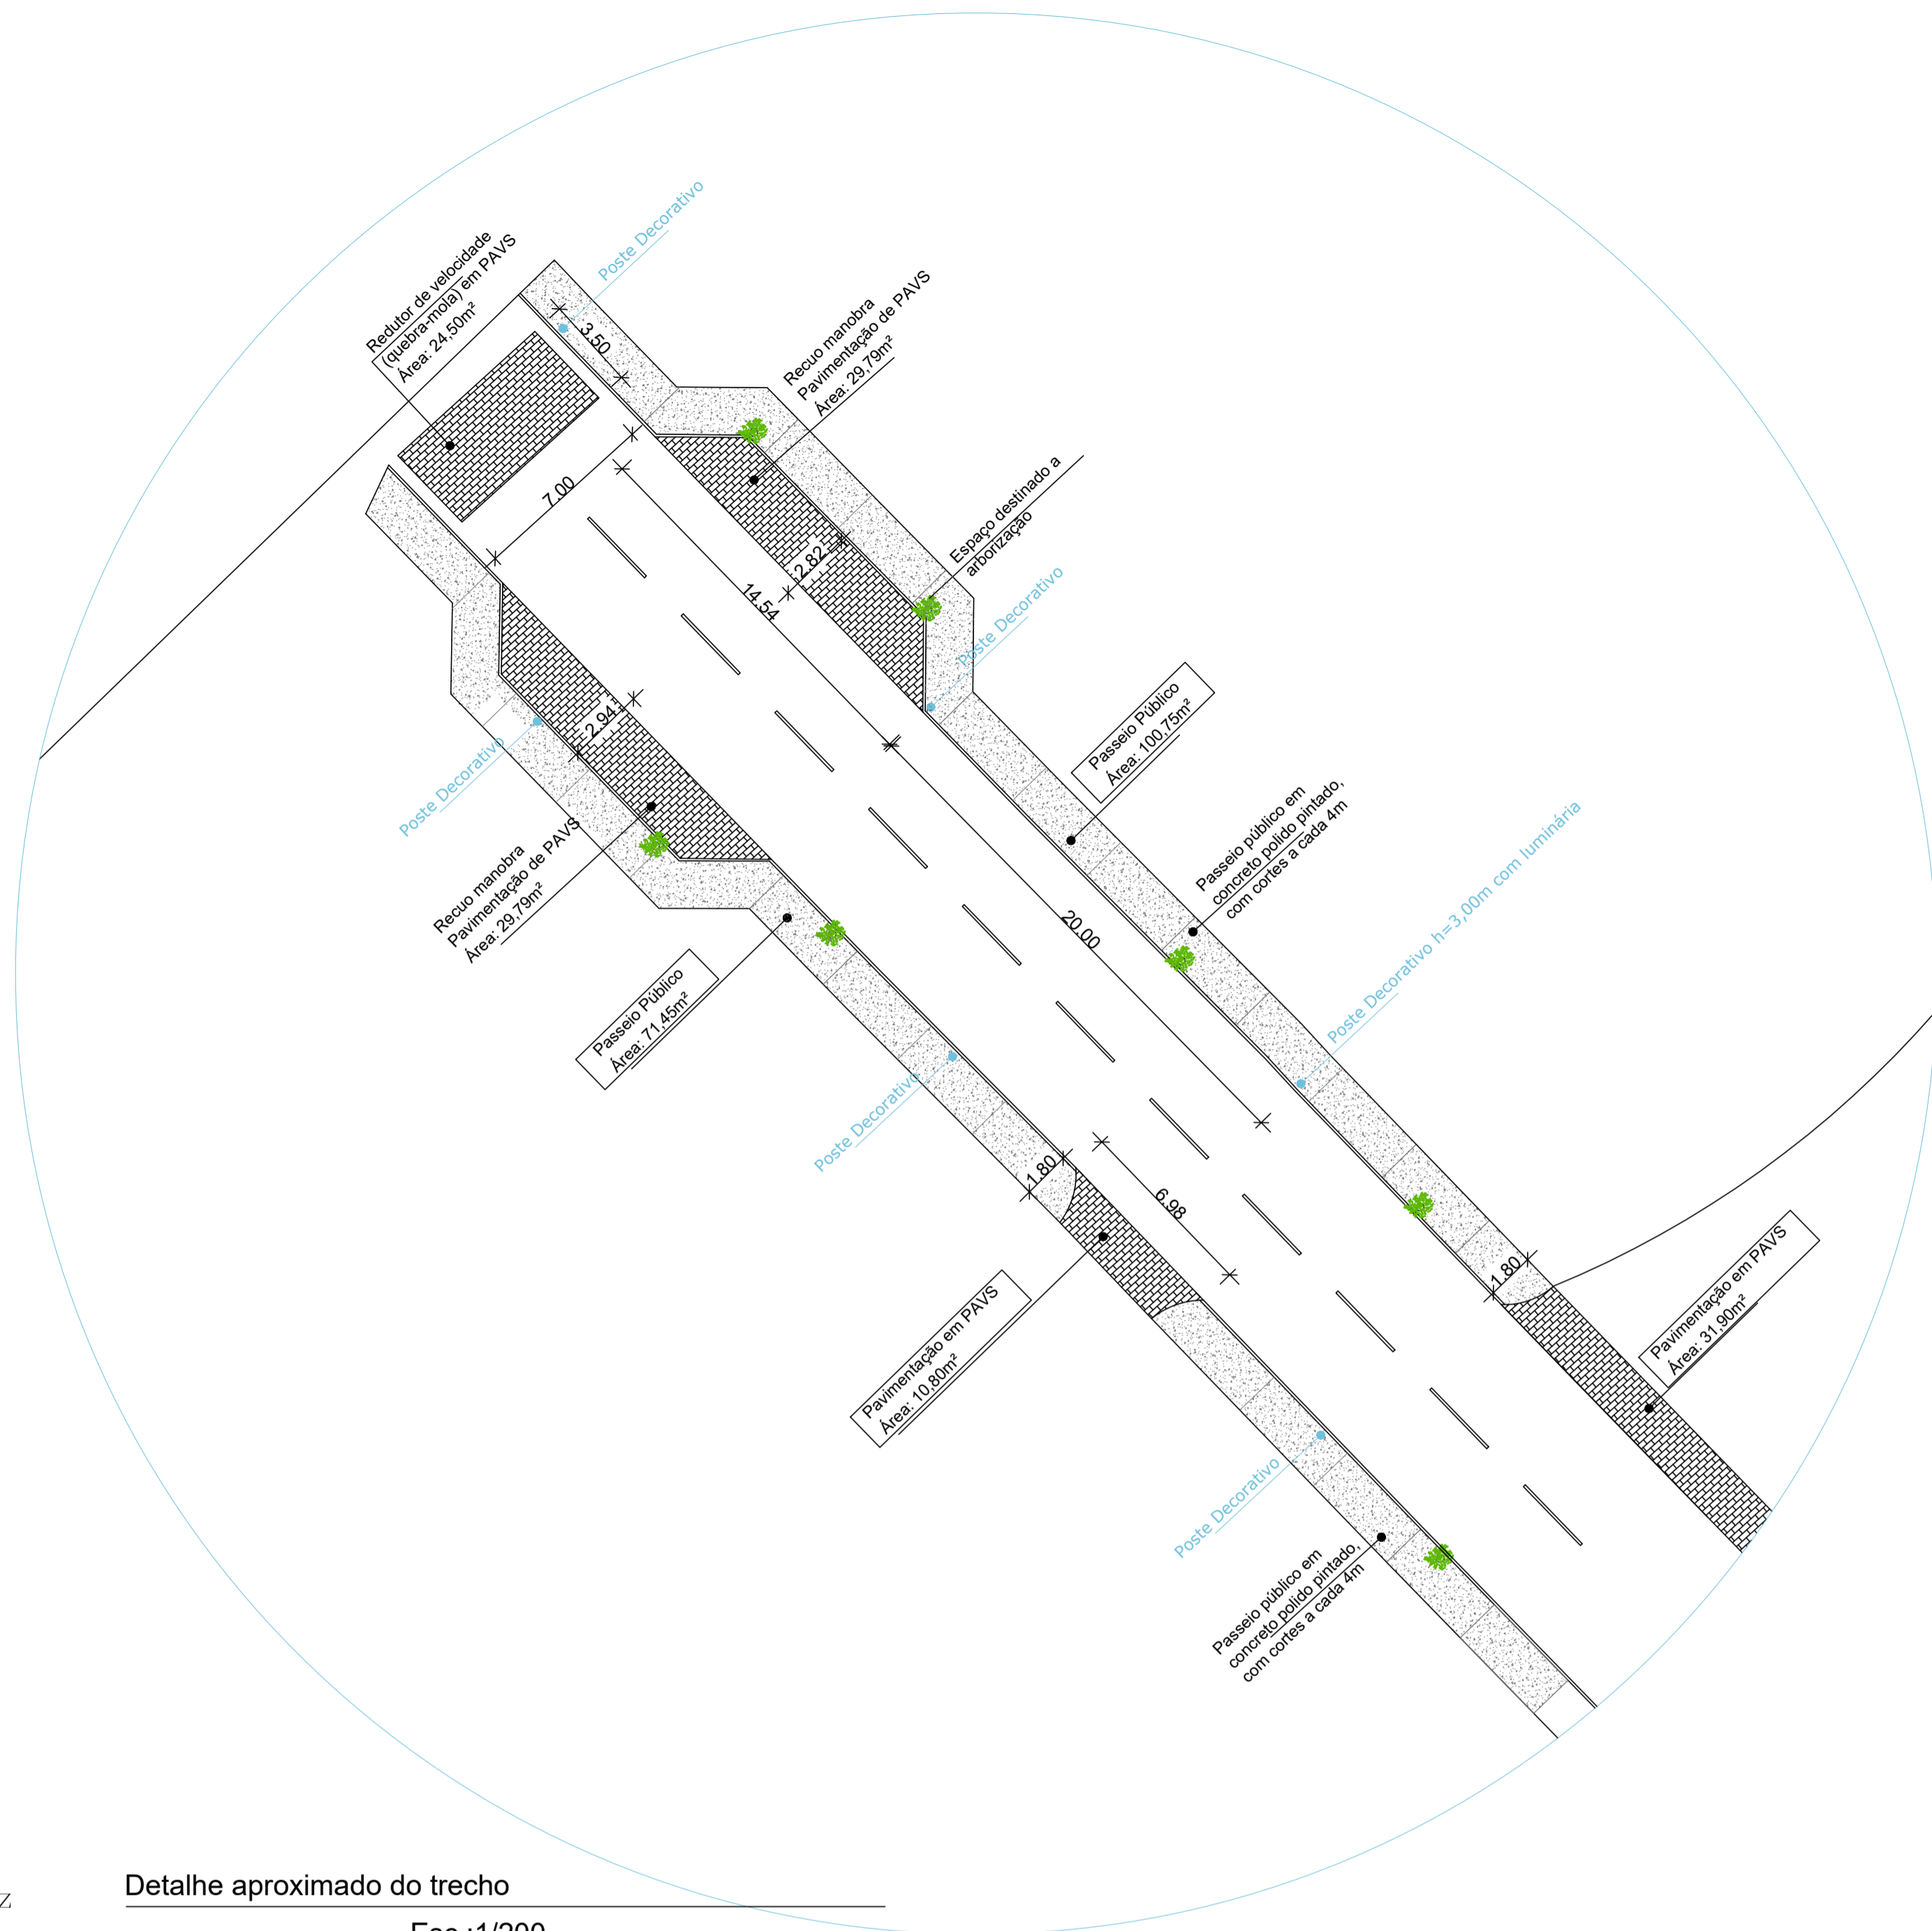 Poste Decorativo
Redutor de velocidade
(quebra-mola) em PAVS
Área: 24,50m²
3.50
Recuo manobra
Pavimentação de PAVS
Área: 29,79m²
7.00
Espaço destinado a
arborização
2.82
14.54
Poste Decorativo
2.94
Poste Decorativo
Passeio Público
Área: 100,75m²
Passeio público em
concreto polido pintado,
com cortes a cada 4m
Recuo manobra
Pavimentação de PAVS
Área: 29,79m²
20.00
Poste Decorativo h=3,00m com luminária
Passeio Público
Área: 71,45m²
Poste Decorativo
1.80
6.98
1.80
Pavimentação em PAVS
Área: 31,90m²
Pavimentação em PAVS
Área: 10,80m²
Poste Decorativo
Passeio público em
concreto polido pintado,
com cortes a cada 4m
Detalhe aproximado do trecho
Z
Esc.:1/200